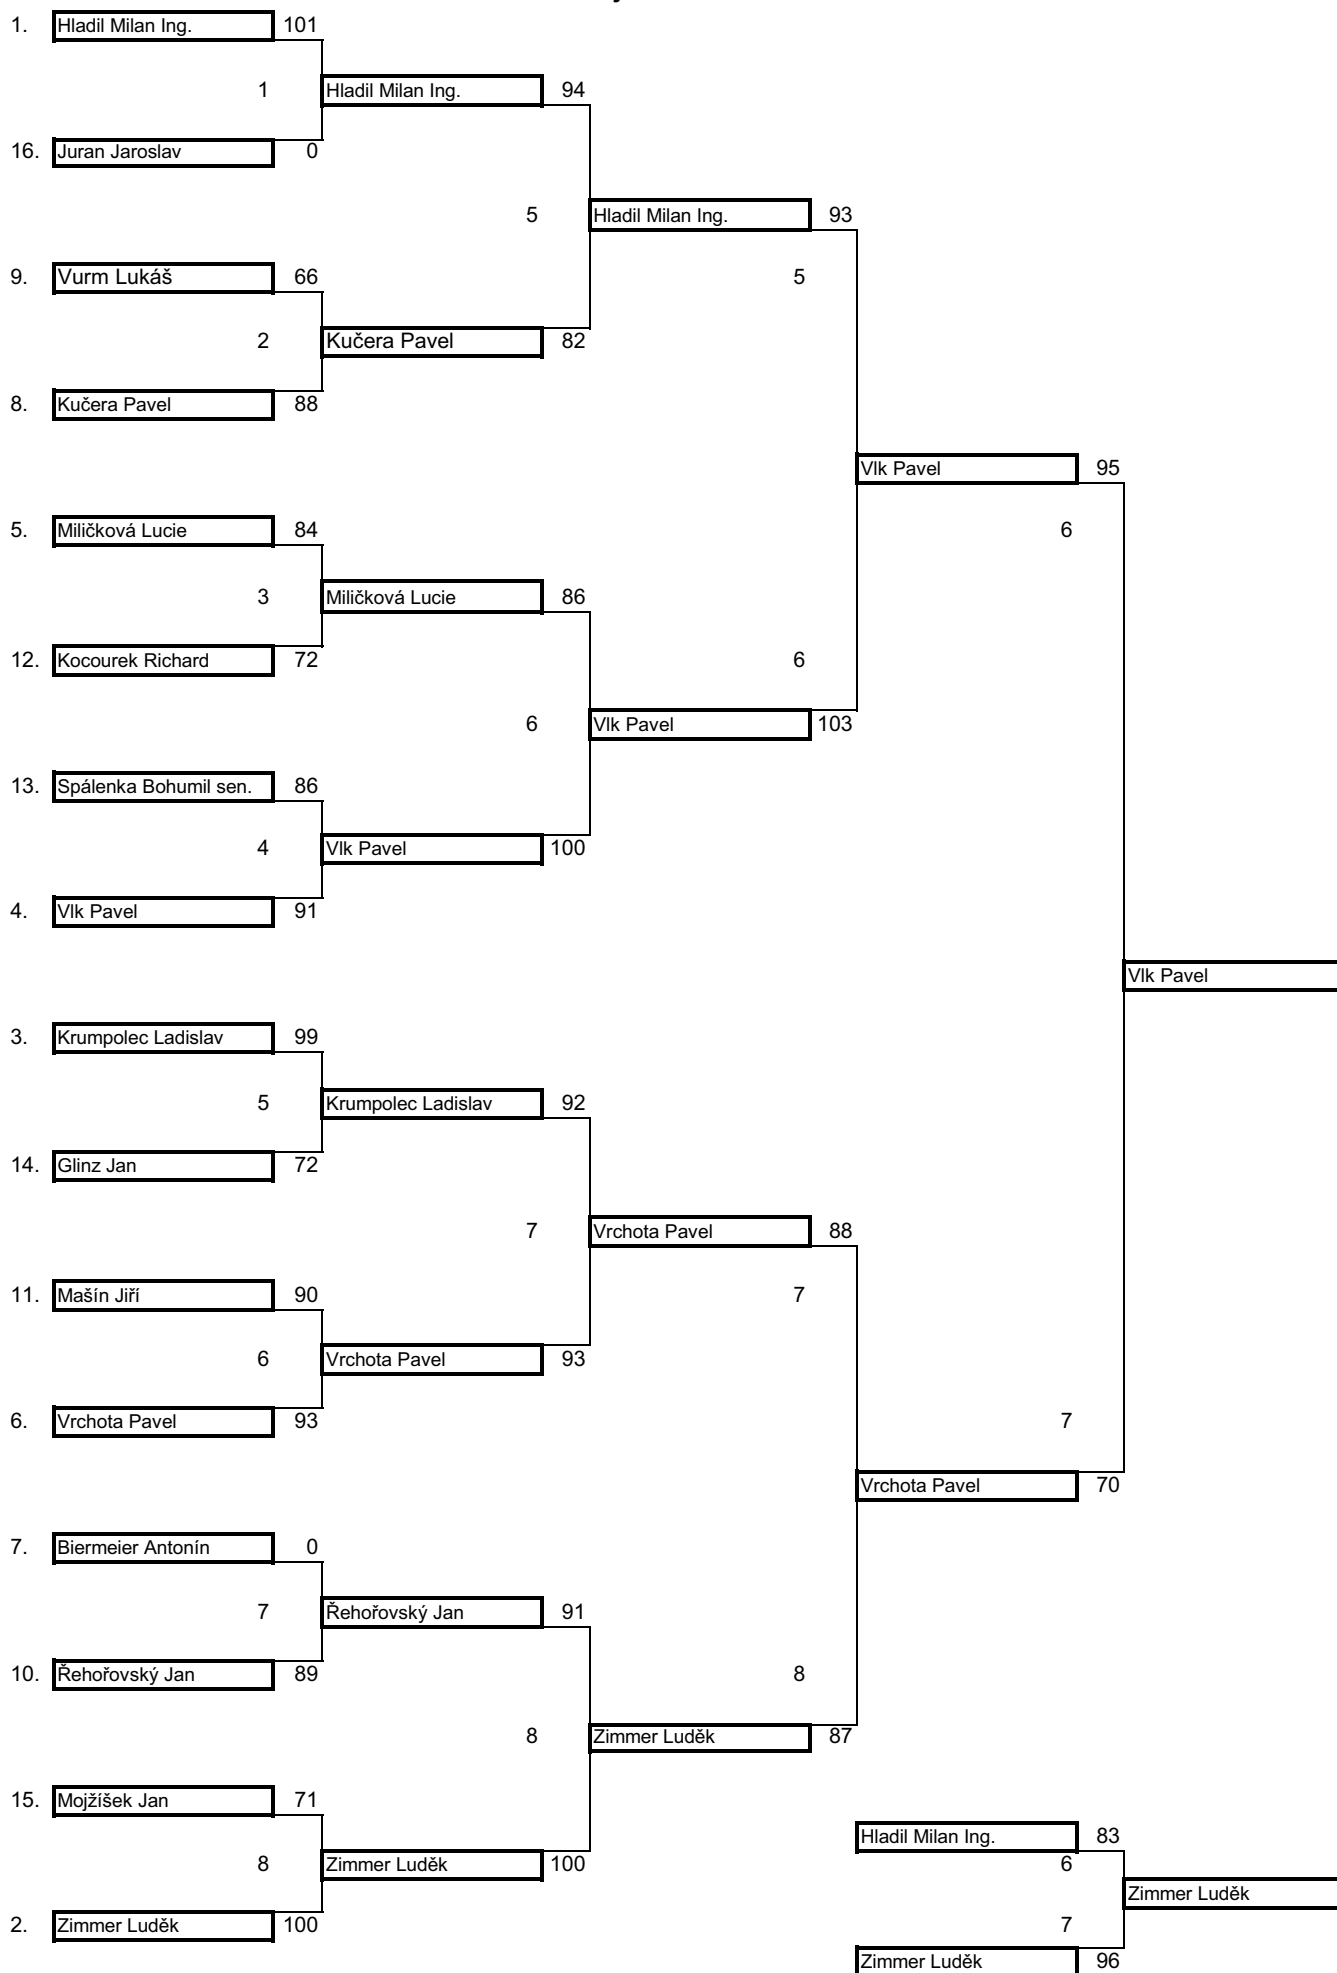 1. Hladil Milan Ing. 101
1 Hladil Milan Ing. 94
16. Juran Jaroslav 0
5 Hladil Milan Ing. 93
9. Vurm Lukáš 66 5
2 Kučera Pavel 82
8. Kučera Pavel 88
Vlk Pavel 95
5. Miličková Lucie 84 6
3 Miličková Lucie 86
12. Kocourek Richard 72 6
6 Vlk Pavel 103
13. Spálenka Bohumil sen. 86
4 Vlk Pavel 100
4. Vlk Pavel 91
Vlk Pavel
3. Krumpolec Ladislav 99
5 Krumpolec Ladislav 92
14. Glinz Jan 72
7 Vrchota Pavel 88
11. Mašín Jiří 90 7
6 Vrchota Pavel 93
6. Vrchota Pavel 93 7
Vrchota Pavel 70
7. Biermeier Antonín 0
7 Řehořovský Jan 91
10. Řehořovský Jan 89 8
8 Zimmer Luděk 87
15. Mojžíšek Jan 71
Hladil Milan Ing. 83
8 Zimmer Luděk 100 6
Zimmer Luděk
2. Zimmer Luděk 100 7
Zimmer Luděk 96